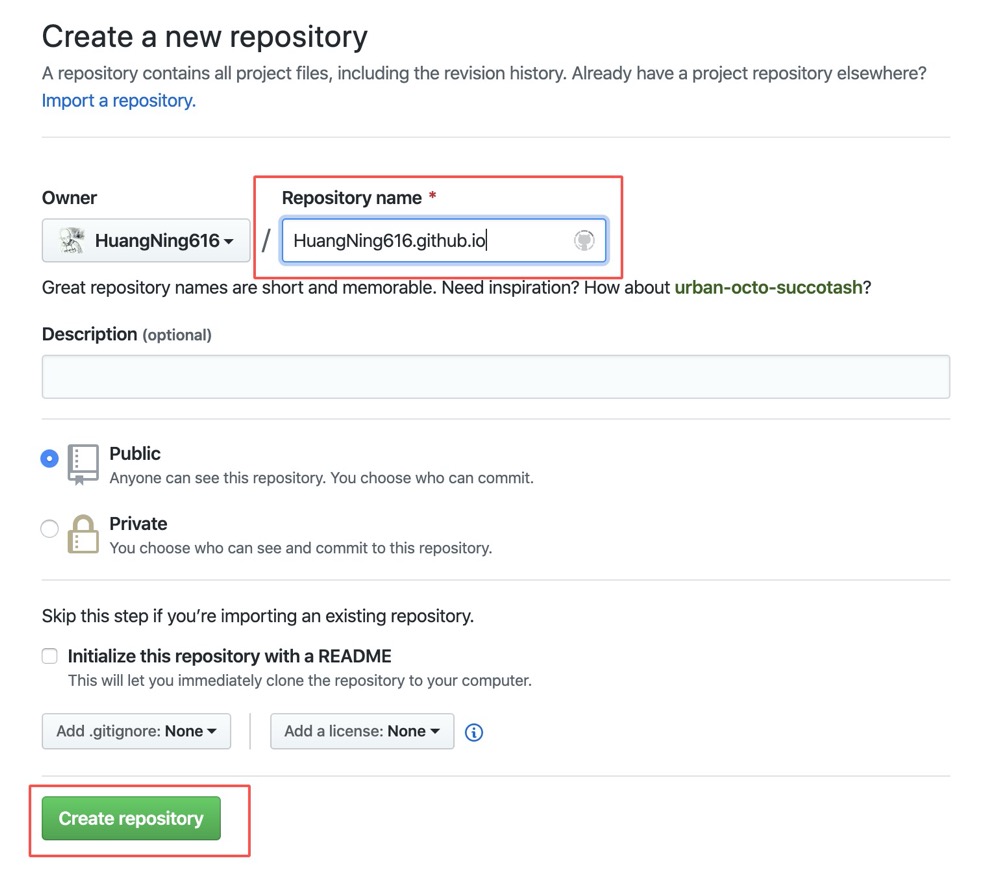 Create a new repository
A repository contains all project files, including the revision history. Already have a project repository elsewhere?
Import a repository.
Owner
Repository name *
HuangNing616
/
HuangNing616.github.io
Great repository names are short and memorable. Need inspiration? How about urban-octo-succotash?
Description (optional)
Public
Anyone can see this repository. You choose who can commit.
Private
You choose who can see and commit to this repository.
Skip this step if you’re importing an existing repository.
Initialize this repository with a README
This will let you immediately clone the repository to your computer.
Add .gitignore: None
Add a license: None
Create repository